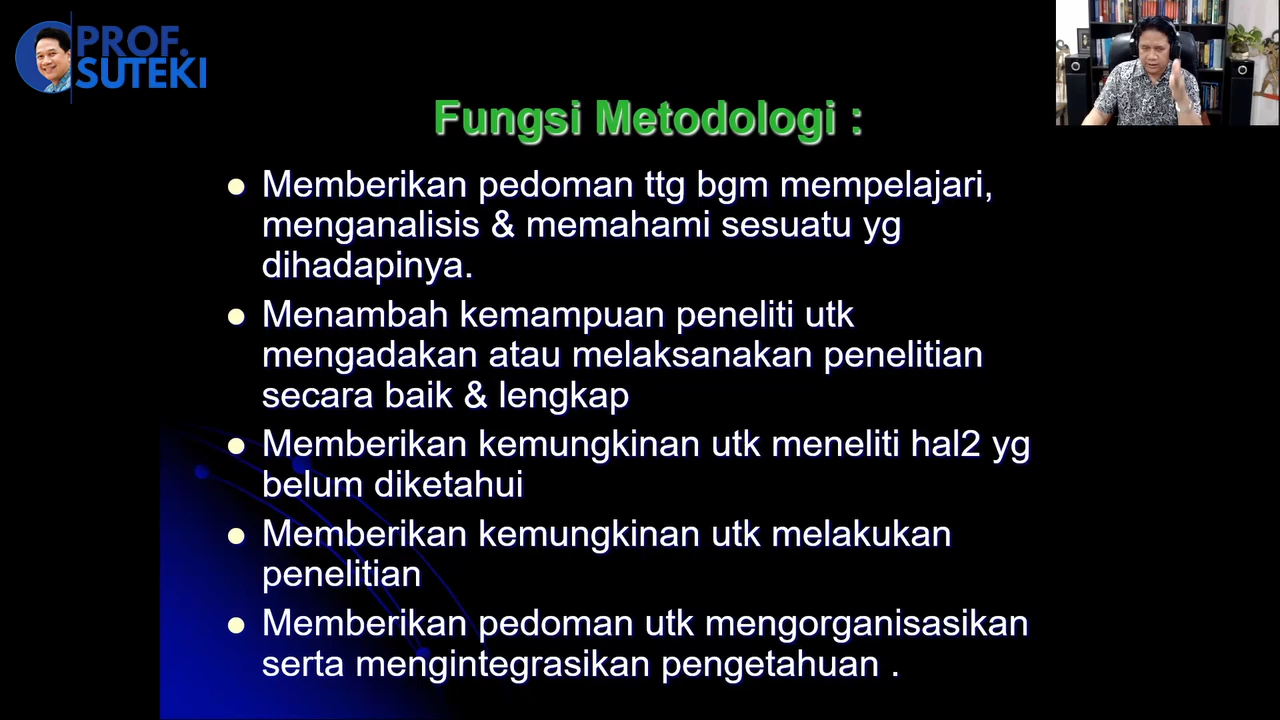 PROF.
SUTEKI
Fungsi Metodologi :
Memberikan pedoman ttg bgm mempelajari,
menganalisis & memahami sesuatu yg
dihadapinya.
Menambah kemampuan peneliti utk
mengadakan atau melaksanakan penelitian
secara baik & lengkap
Memberikan kemungkinan utk meneliti hal2 yg
belum diketahui
Memberikan kemungkinan utk melakukan
penelitian
Memberikan pedoman utk mengorganisasikan
serta mengintegrasikan pengetahuan .